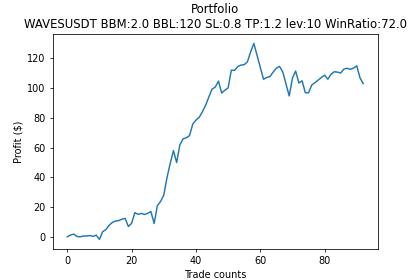 Portfolio
WAVESUSDT BBM:2.0 BBL:120 SL:0.8 TP:1.2 lev:10 WinRatio:72.0
120
100
80
60
40
20
0
Profit ($)
0 20 40 60 80
Trade counts